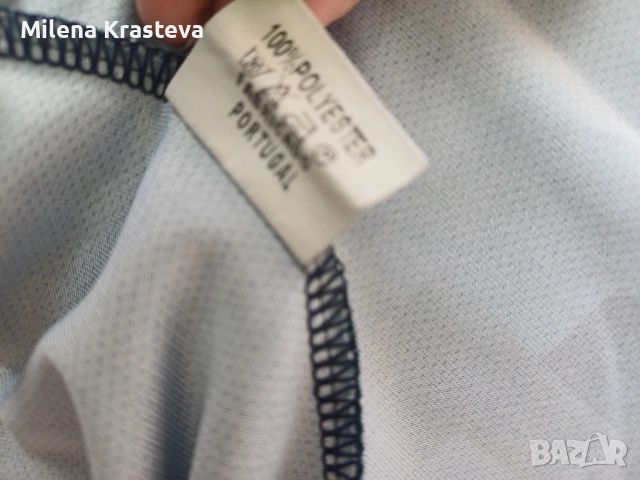 Milena Krasteva
100% POLYESTER
PORTUGAL
BAZAR